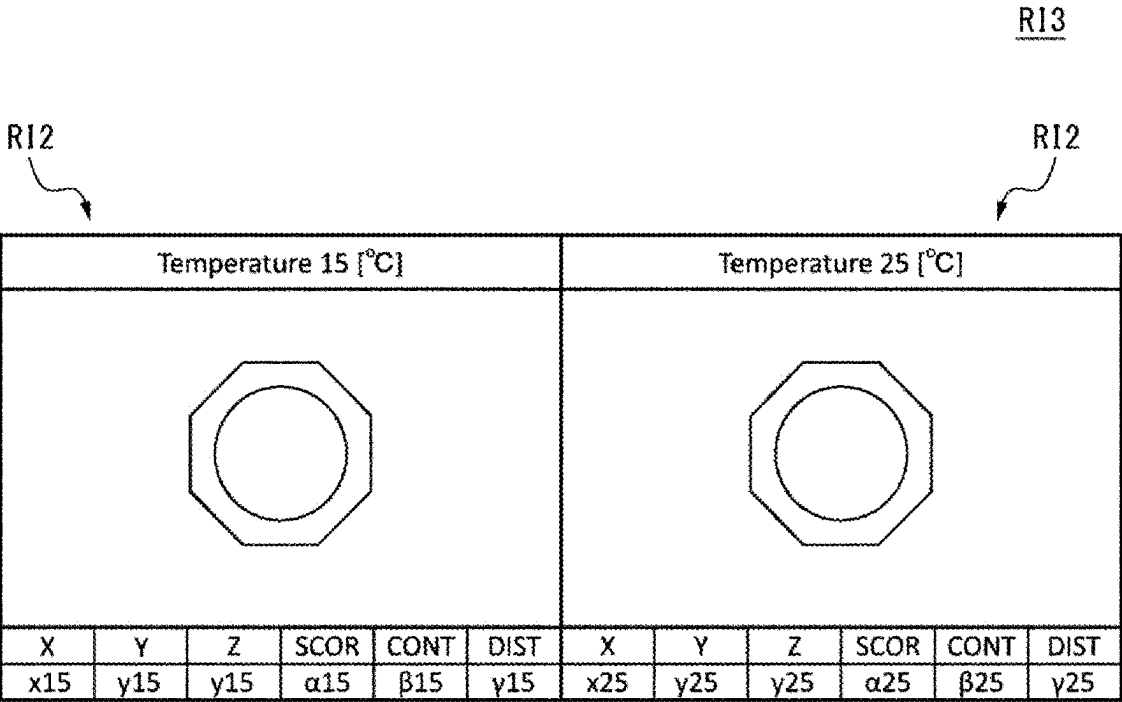 RI3
RI2 RI2
Temperature 15 [℃] Temperature 25 [℃]
X Y Z SCOR CONT DIST X Y Z SCOR CONT DIST
x15 y15 y15 α15 β15 γ15 x25 y25 y25 α25 β25 γ25